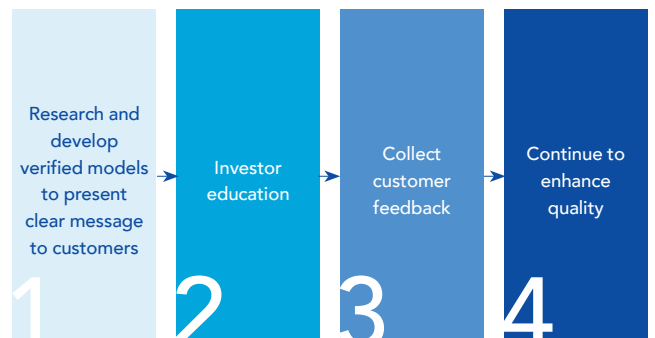 Research and
develop
verified models
to present
clear message
to customers
1
Investor
education
2
Collect
customer
feedback
3
Continue to
enhance
quality
4